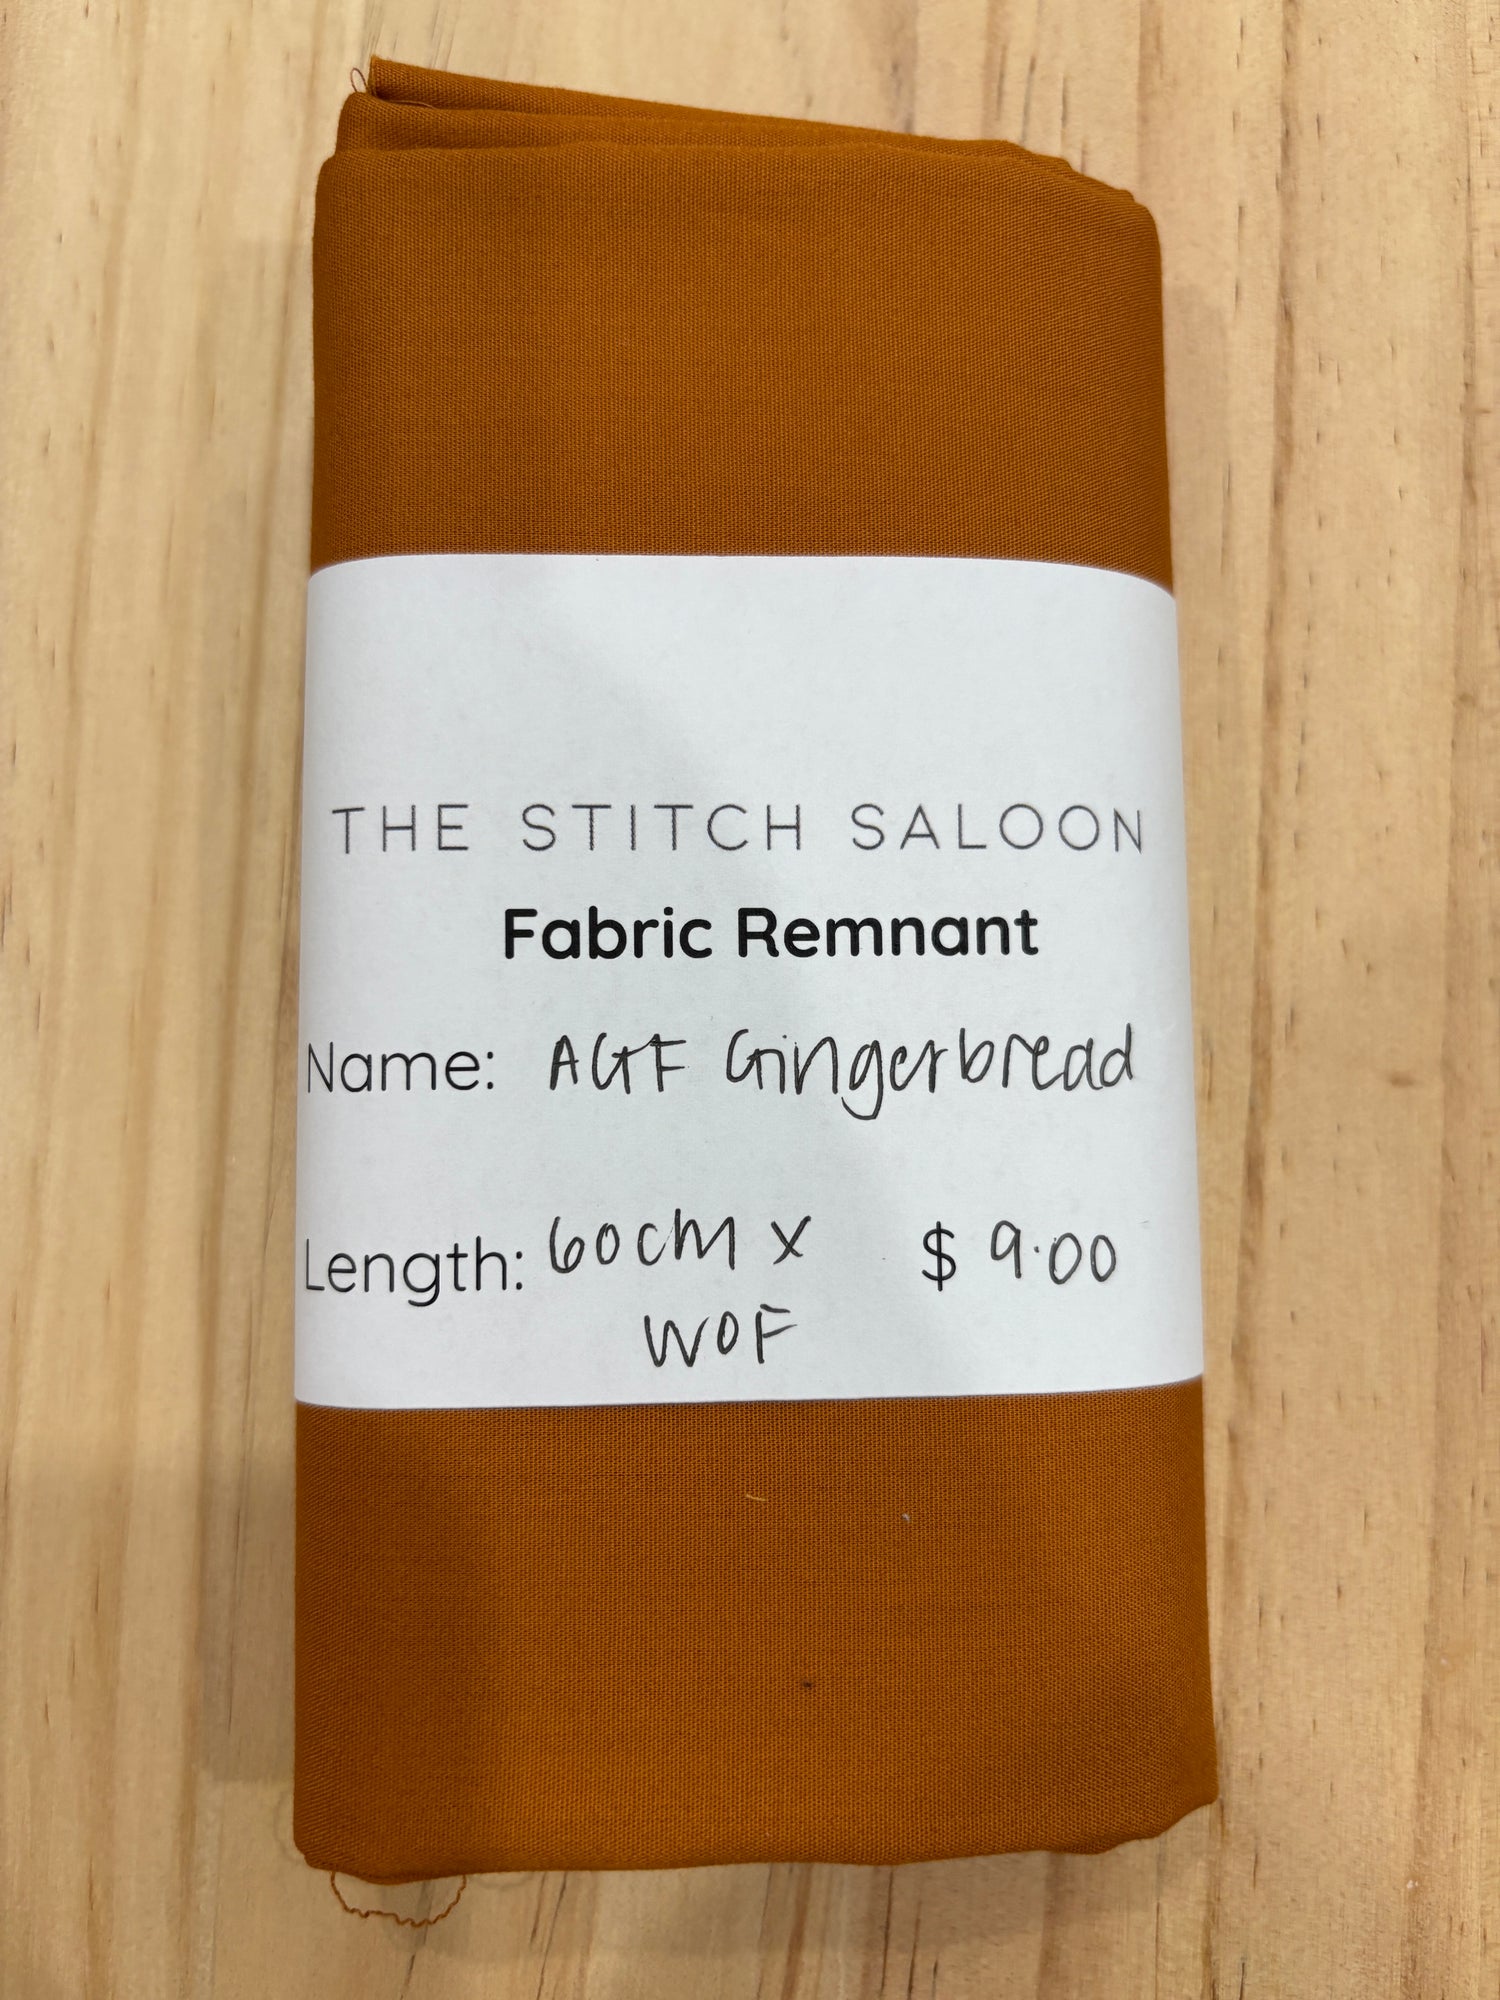 THE STITCH SALOON
Fabric Remnant
Name: AGF Gingerbread
Length: 60cm x $ 9.00
WOF